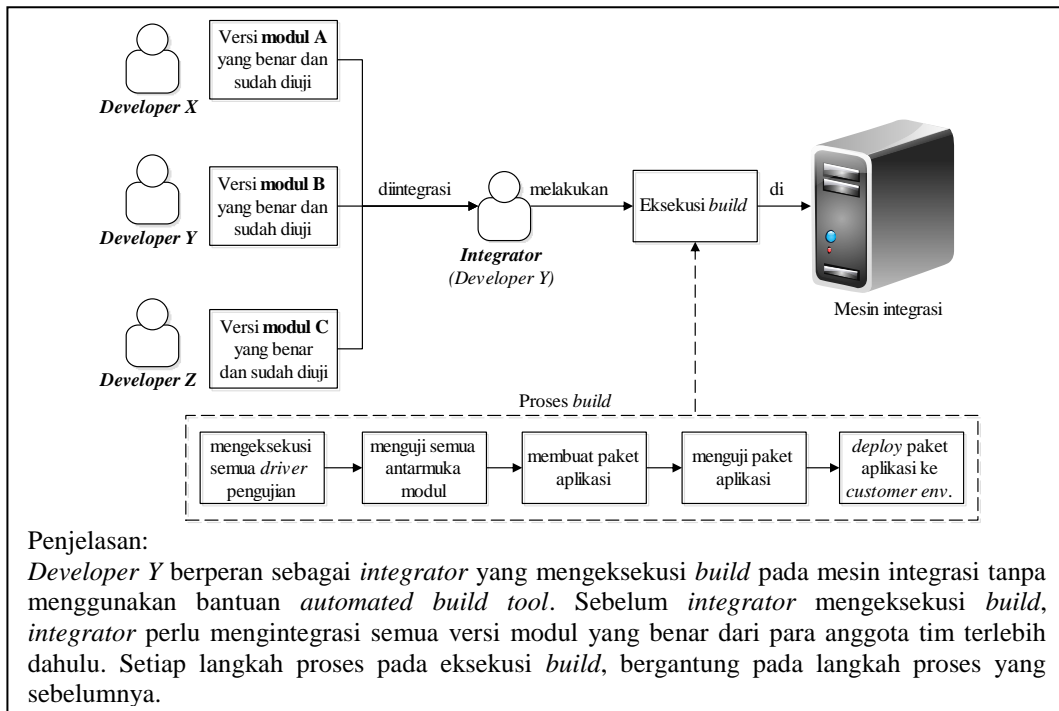 Versi modul A
yang benar dan
sudah diuji
Developer X
Versi modul B
yang benar dan
sudah diuji
Developer Y
Versi modul C
yang benar
dan sudah diuji
Developer Z
diintegrasi
Integrator
(Developer Y)
melakukan
Eksekusi build
di
Mesin integrasi
Proses build
mengeksekusi
semua driver
pengujian
menguji semua
antarmuka
modul
membuat paket
aplikasi
menguji paket
aplikasi
deploy paket
aplikasi ke
customer env.
Penjelasan:
Developer Y berperan sebagai integrator yang mengeksekusi build pada mesin integrasi tanpa
menggunakan bantuan automated build tool. Sebelum integrator mengeksekusi build,
integrator perlu mengintegrasi semua versi modul yang benar dari para anggota tim terlebih
dahulu. Setiap langkah proses pada eksekusi build, bergantung pada langkah proses yang
sebelumnya.